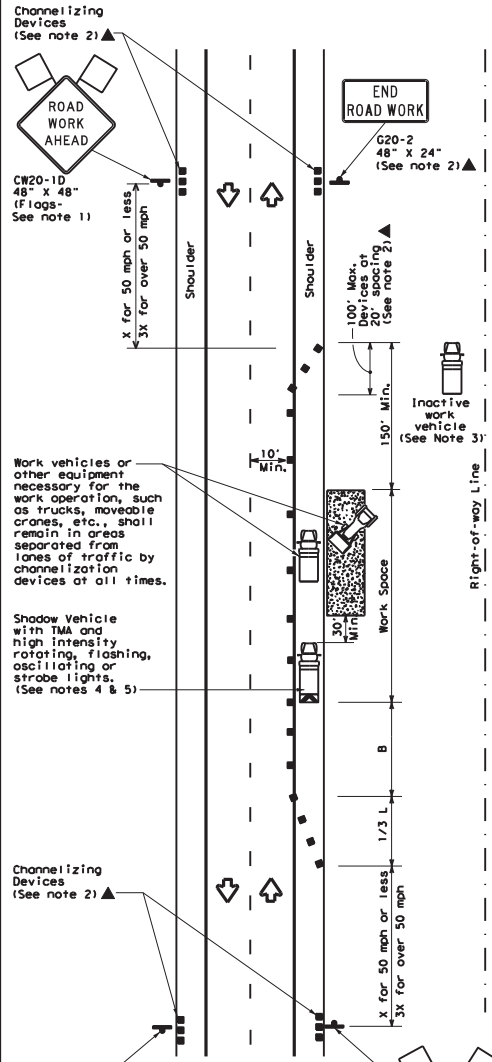 Channelizing
Devices
(See note 2)▲
ROAD
WORK
AHEAD
CW20-1D
48" X 48"
(Flags-
See note 1)
END
ROAD WORK
G20-2
48" X 24"
(See note 2)▲
X for 50 mph or less
3X for over 50 mph
Shoulder
Shoulder
100' Max.
Devices at
20' spacing
(See note 2)▲
150' Min.
Inactive
work
vehicle
(See Note 3)
10'
Min.
Work vehicles or
other equipment
necessary for the
work operation, such
as trucks, moveable
cranes, etc., shall
remain in areas
separated from
lanes of traffic by
channelization
devices at all times.
Work Space
Right-of-way Line
30'
Min.
Shadow Vehicle
with TMA and
high intensity
rotating, flashing,
oscillating or
strobe lights.
(See notes 4 & 5)
B
1/3 L
Channelizing
Devices
(See note 2)▲
X for 50 mph or less
3X for over 50 mph